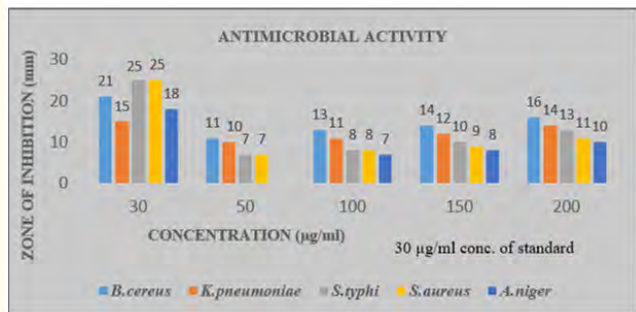 ANTIMICROBIAL ACTIVITY
ZONE OF INHIBITION (mm)
30
20
10
0
21 15 25 25 18
11 10 7 7
13 11 8 8 7
14 12 10 9 8
16 14 13 11 10
30 50 100 150 200
CONCENTRATION (µg/ml)
30 µg/ml conc. of standard
B.cereus K.pneumoniae S.typhi S.aureus A.niger